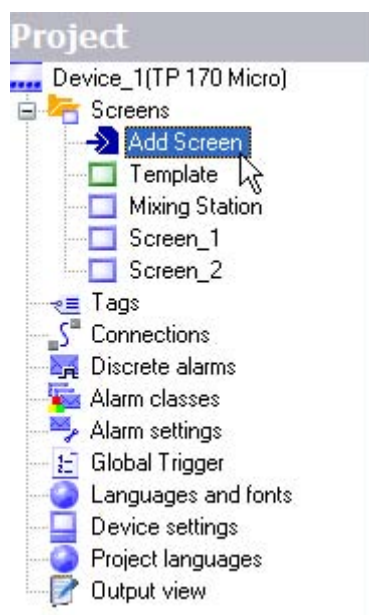 Project
Device_1(TP 170 Micro)
Screens
Add Screen
Template
Mixing Station
Screen_1
Screen_2
Tags
Connections
Discrete alarms
Alarm classes
Alarm settings
Global Trigger
Languages and fonts
Device settings
Project languages
Output view